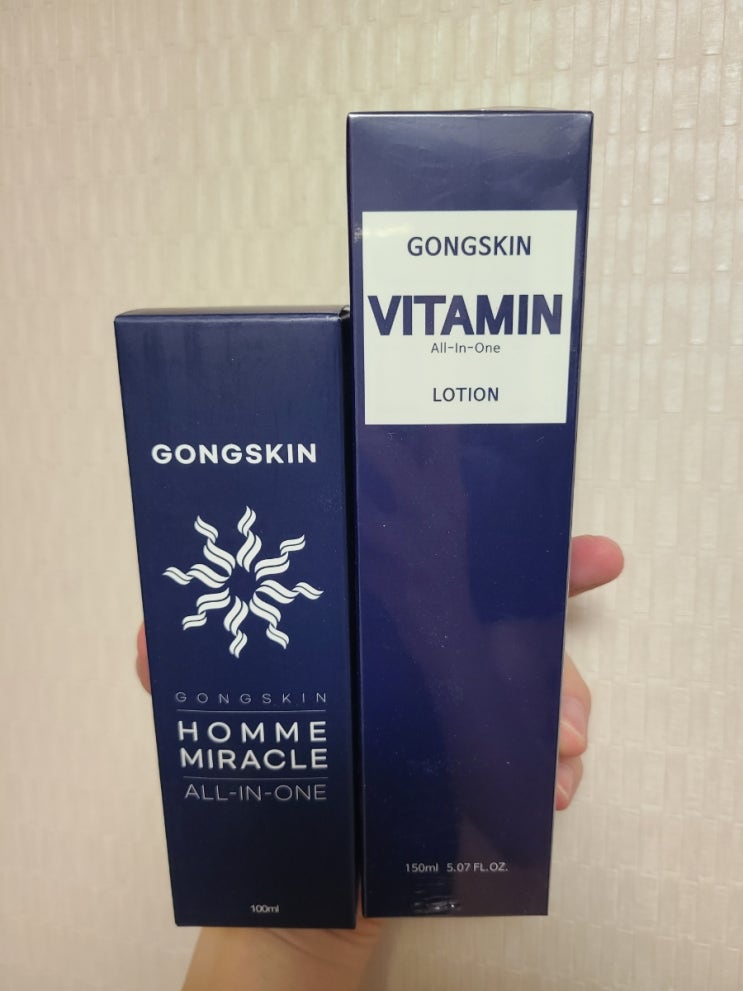 GONGSKIN
GONGSKIN
HOMME
MIRACLE
ALL-IN-ONE
100ml
GONGSKIN
VITAMIN
All-In-One
LOTION
150ml 5.07 FL.OZ.